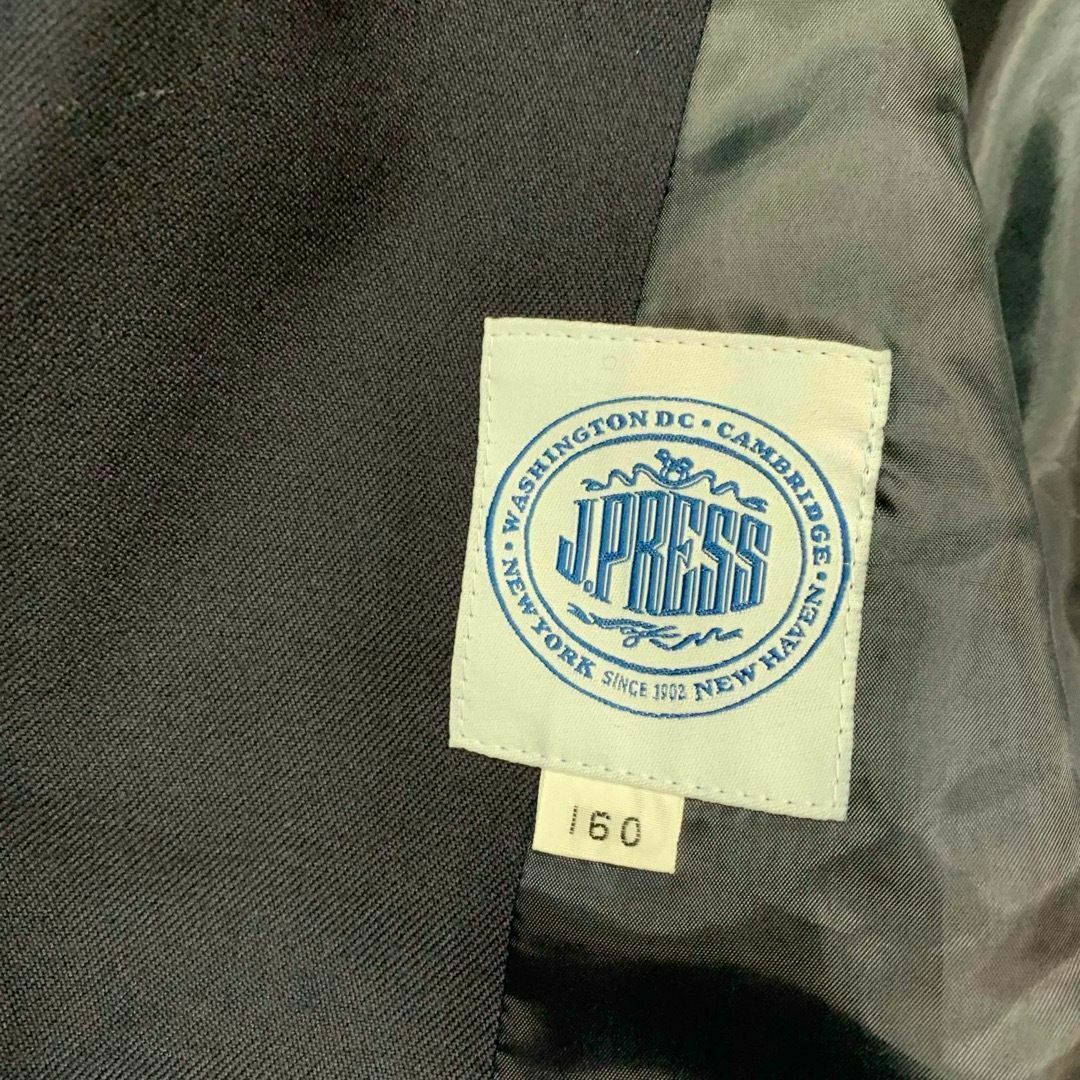 WASHINGTON DC • CAMBRIDGE • NEW HAVEN
NEW YORK •
J.PRESS
SINCE 1902
160